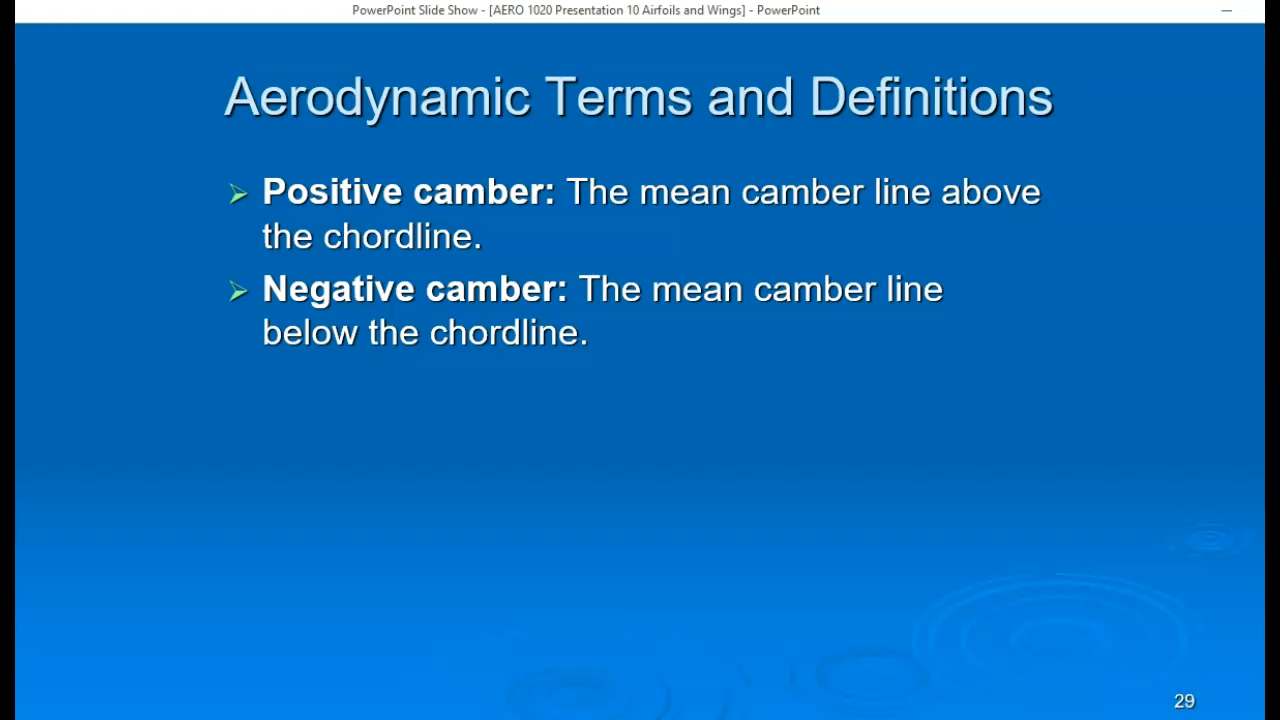 PowerPoint Slide Show - [AERO 1020 Presentation 10 Airfoils and Wings] - PowerPoint
Aerodynamic Terms and Definitions
➢ Positive camber: The mean camber line above
the chordline.
➢ Negative camber: The mean camber line
below the chordline.
29